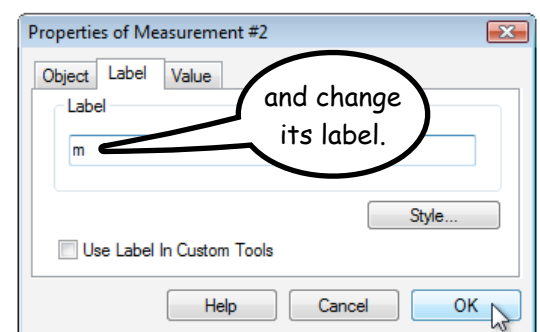 Properties of Measurement #2
Object Label Value
Label
and change
its label.
m
Style...
Use Label In Custom Tools
Help Cancel OK